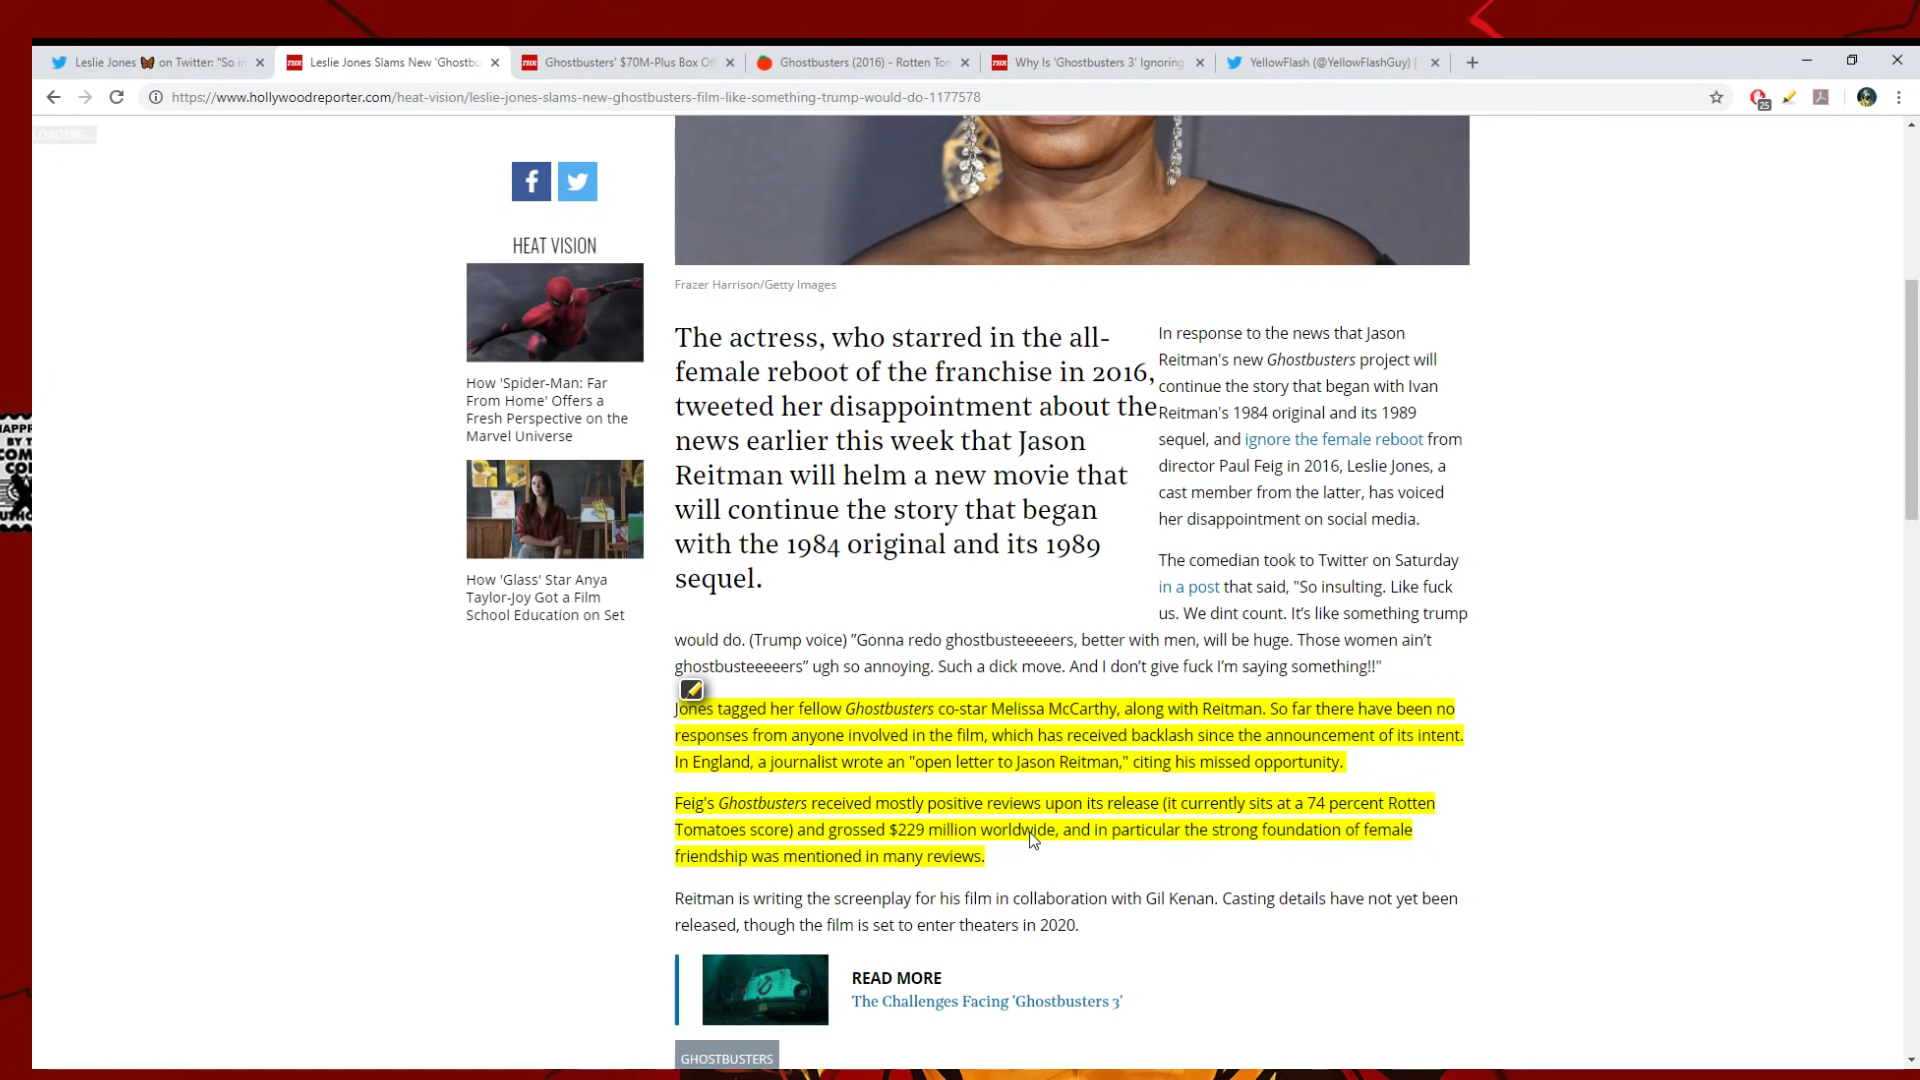 Leslie Jones on Twitter: "So in
Leslie Jones Slams New 'Ghostbu
Ghostbusters' $70M-Plus Box Of
Ghostbusters (2016) - Rotten Ton
Why Is 'Ghostbusters 3' Ignoring
YellowFlash (@YellowFlashGuy) |
https://www.hollywoodreporter.com/heat-vision/leslie-jones-slams-new-ghostbusters-film-like-something-trump-would-do-1177578
25
LOADING...
HEAT VISION
How 'Spider-Man: Far
From Home' Offers a
Fresh Perspective on the
Marvel Universe
How 'Glass' Star Anya
Taylor-Joy Got a Film
School Education on Set
Frazer Harrison/Getty Images
The actress, who starred in the all-
female reboot of the franchise in 2016,
tweeted her disappointment about the
news earlier this week that Jason
Reitman will helm a new movie that
will continue the story that began
with the 1984 original and its 1989
sequel.
In response to the news that Jason
Reitman's new Ghostbusters project will
continue the story that began with Ivan
Reitman's 1984 original and its 1989
sequel, and ignore the female reboot from
director Paul Feig in 2016, Leslie Jones, a
cast member from the latter, has voiced
her disappointment on social media.
The comedian took to Twitter on Saturday
in a post that said, "So insulting. Like fuck
us. We dint count. It's like something trump
would do. (Trump voice) "Gonna redo ghostbusteeeeers, better with men, will be huge. Those women ain't
ghostbusteeeeers" ugh so annoying. Such a dick move. And I don't give fuck I'm saying something!!"
Jones tagged her fellow Ghostbusters co-star Melissa McCarthy, along with Reitman. So far there have been no
responses from anyone involved in the film, which has received backlash since the announcement of its intent.
In England, a journalist wrote an "open letter to Jason Reitman," citing his missed opportunity.
Feig's Ghostbusters received mostly positive reviews upon its release (it currently sits at a 74 percent Rotten
Tomatoes score) and grossed $229 million worldwide, and in particular the strong foundation of female
friendship was mentioned in many reviews.
Reitman is writing the screenplay for his film in collaboration with Gil Kenan. Casting details have not yet been
released, though the film is set to enter theaters in 2020.
READ MORE
The Challenges Facing 'Ghostbusters 3'
GHOSTBUSTERS